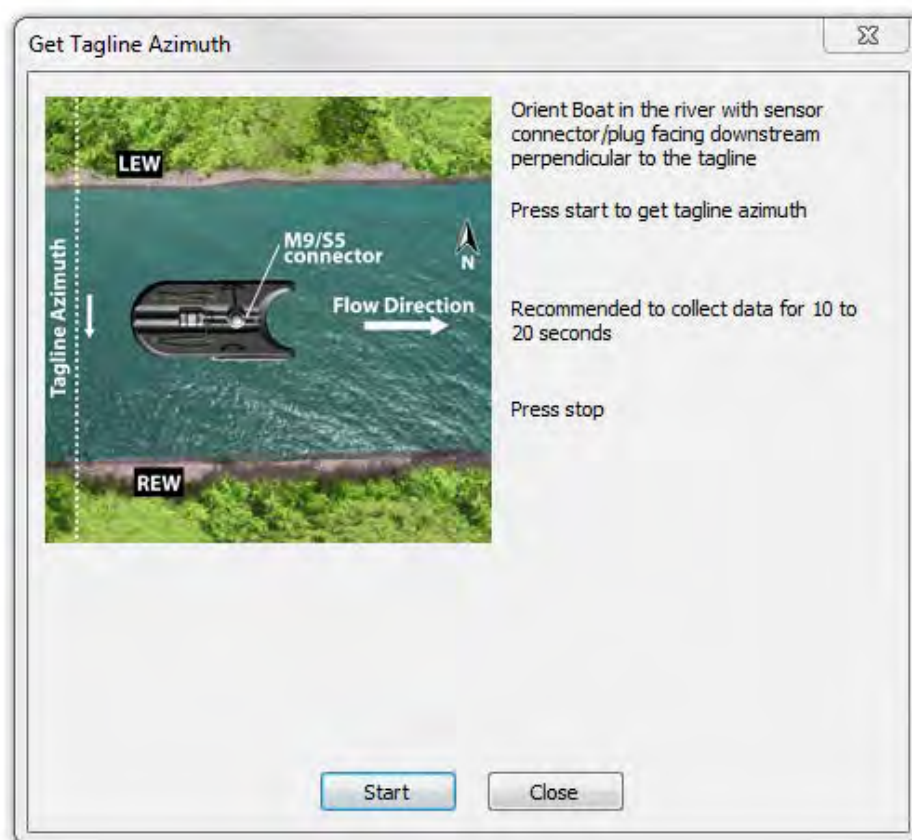 Get Tagline Azimuth
LEW
M9/S5
connector
N
Flow Direction
Tagline Azimuth
REW
Orient Boat in the river with sensor
connector/plug facing downstream
perpendicular to the tagline
Press start to get tagline azimuth
Recommended to collect data for 10 to
20 seconds
Press stop
Start
Close